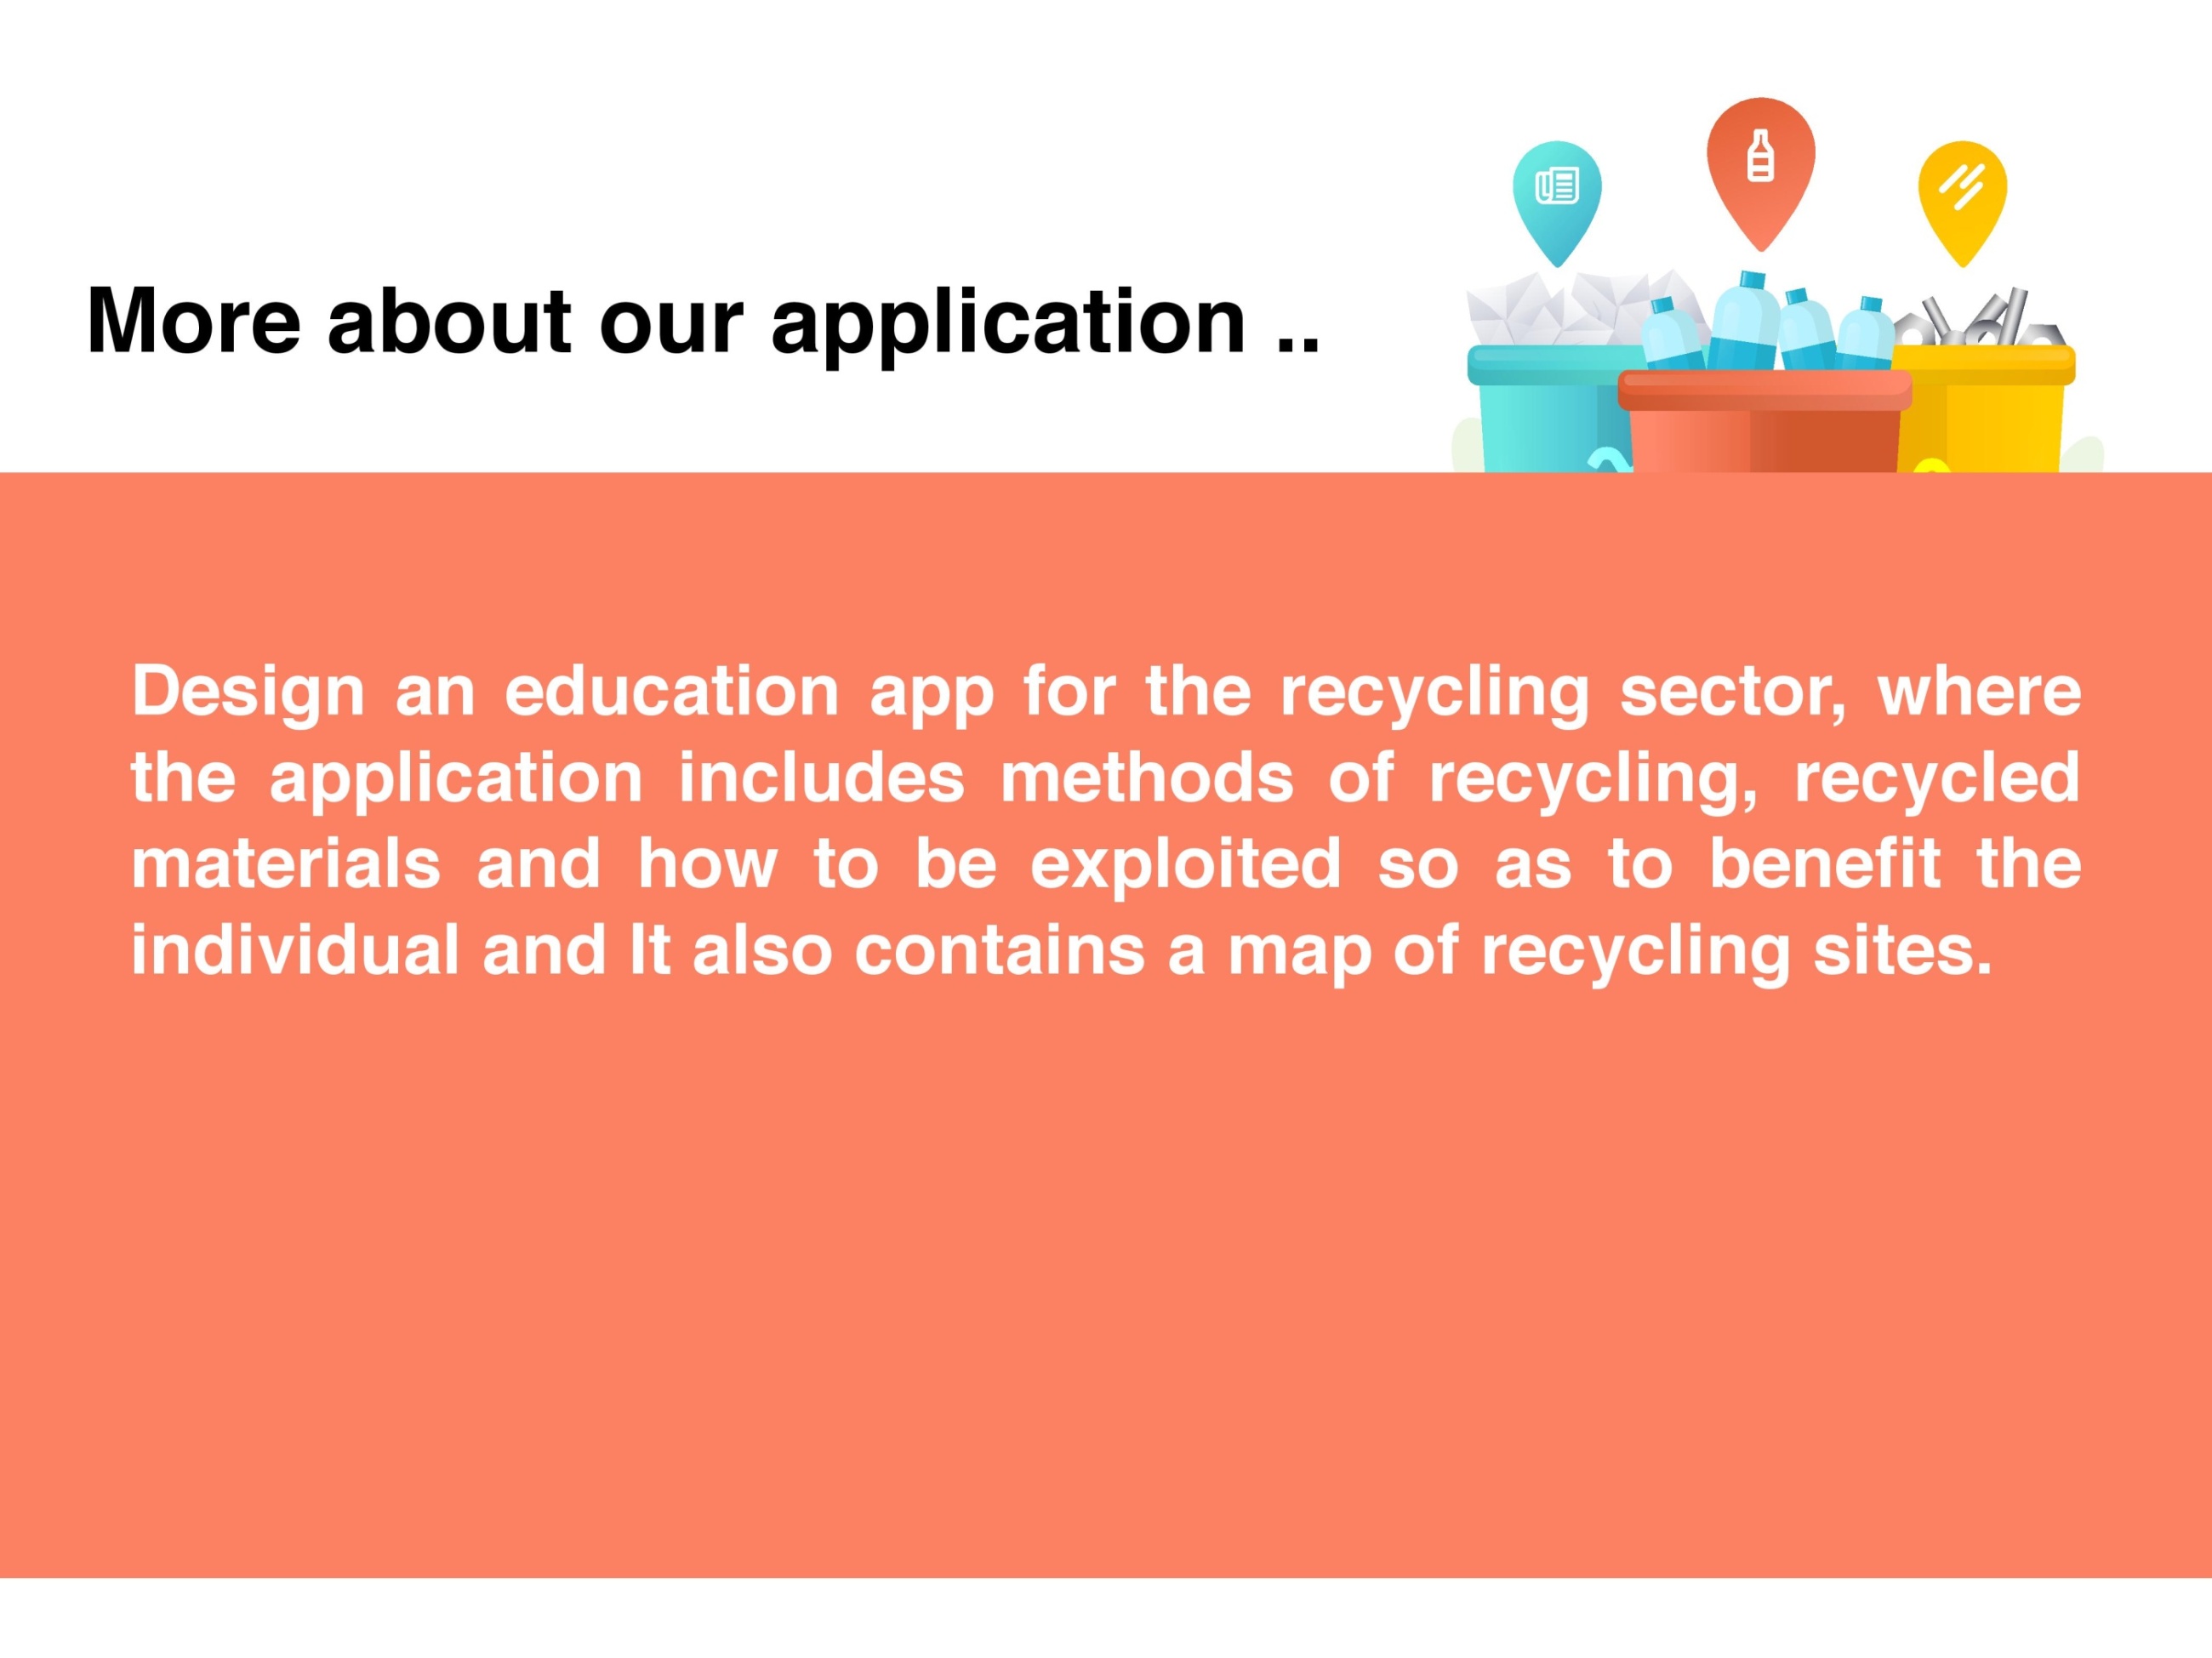 More about our application ..
Design an education app for the recycling sector, where
the application includes methods of recycling, recycled
materials and how to be exploited so as to benefit the
individual and It also contains a map of recycling sites.